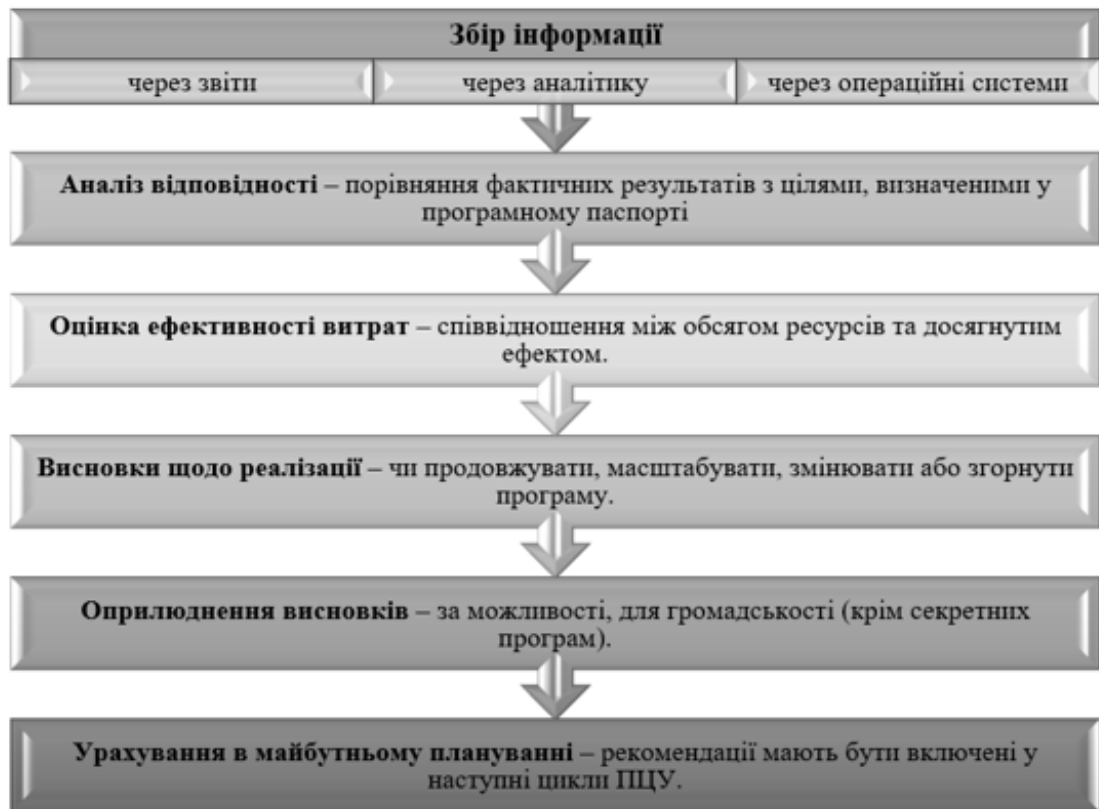 Збір інформації
через звіти
через аналітику
через операційні системи
Аналіз відповідності – порівняння фактичних результатів з цілями, визначеними у
програмному паспорті
Оцінка ефективності витрат – співвідношення між обсягом ресурсів та досягнутим
ефектом.
Висновки щодо реалізації – чи продовжувати, масштабувати, змінювати або згорнути
програму.
Оприлюднення висновків – за можливості, для громадськості (крім секретних
програм).
Урахування в майбутньому плануванні – рекомендації мають бути включені у
наступні цикли ПЦУ.